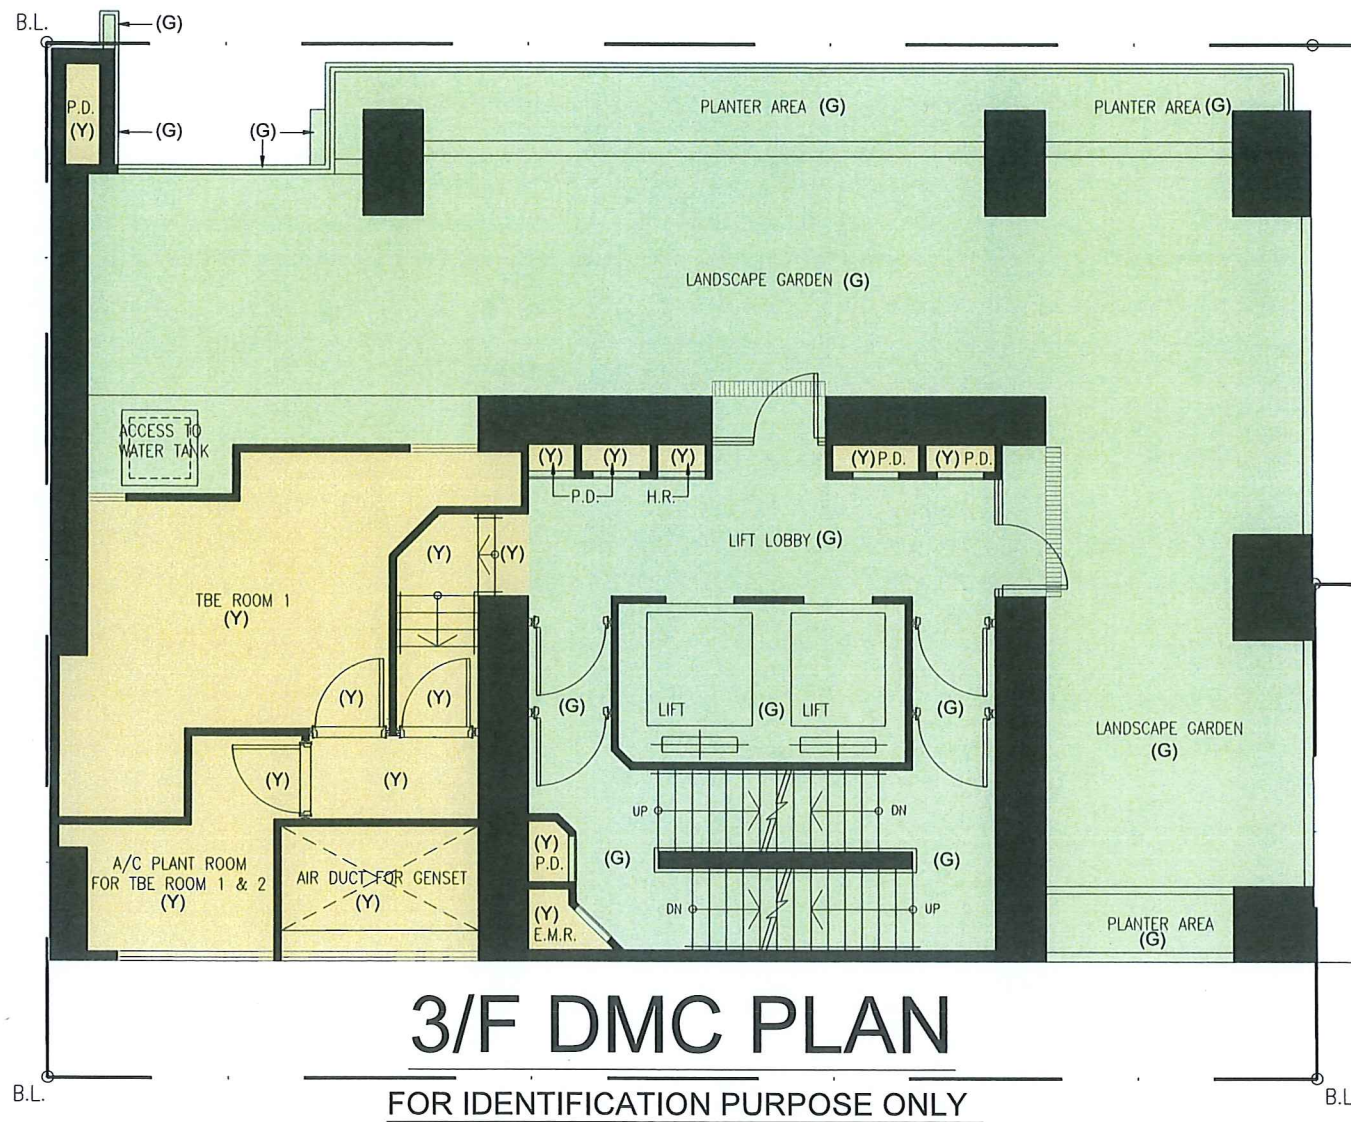 B.L.
(G)
P.D.
(Y)
(G)
(G)
PLANTER AREA (G)
PLANTER AREA (G)
LANDSCAPE GARDEN (G)
ACCESS TO
WATER TANK
(Y)
(Y)
(Y)
(Y) P.D.
(Y) P.D.
P.D.
H.R.
LIFT LOBBY (G)
(Y)
(Y)
TBE ROOM 1
(Y)
(Y)
(Y)
(G)
LIFT
(G)
LIFT
(G)
LANDSCAPE GARDEN
(G)
(Y)
(Y)
UP
DN
(Y)
P.D.
(G)
(G)
A/C PLANT ROOM
FOR TBE ROOM 1 & 2
(Y)
AIR DUCT FOR GENSET
(Y)
DN
UP
(Y)
E.M.R.
PLANTER AREA
(G)
3/F DMC PLAN
B.L.
FOR IDENTIFICATION PURPOSE ONLY
B.L